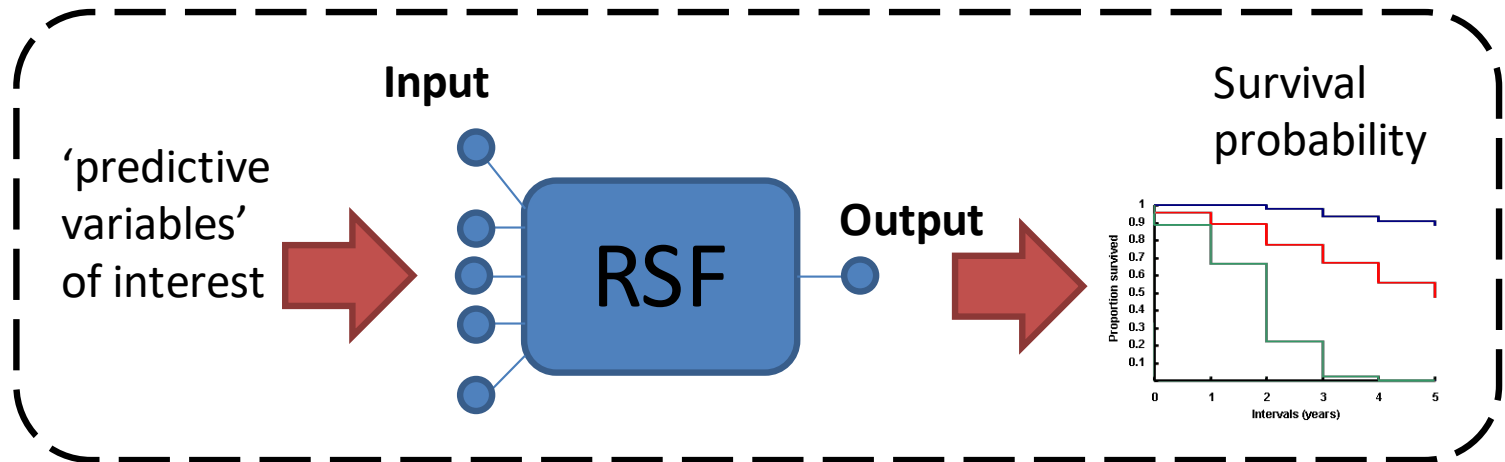 ‘predictive
variables’
of interest
Input
RSF
Output
Survival
probability
Proportion survived
1
0.9
0.8
0.7
0.6
0.5
0.4
0.3
0.2
0.1
0 1 2 3 4 5
Intervals (years)